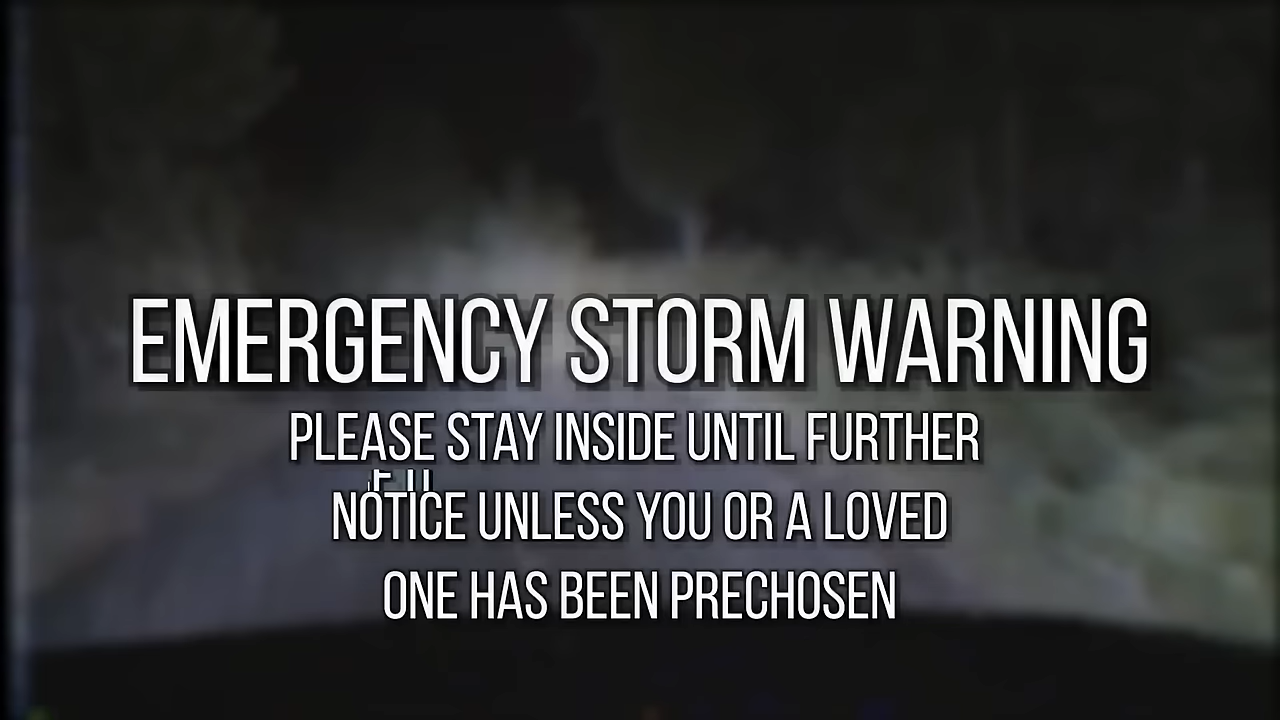 EMERGENCY STORM WARNING
PLEASE STAY INSIDE UNTIL FURTHER
NOTICE UNLESS YOU OR A LOVED
ONE HAS BEEN PRECHOSEN